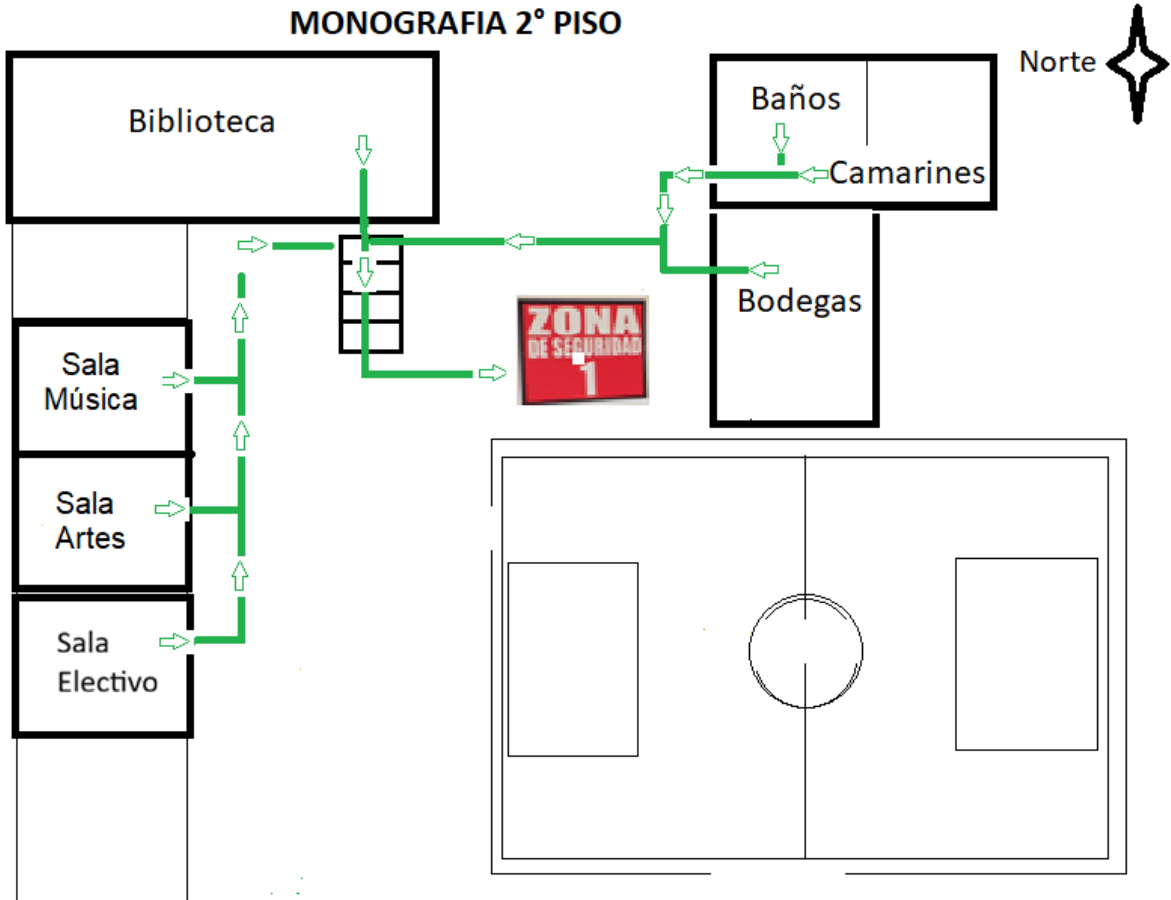 MONOGRAFIA 2° PISO
Norte
Biblioteca
Baños
Camarines
Bodegas
ZONA
DE SEGURIDAD
1
Sala
Música
Sala
Artes
Sala
Electivo